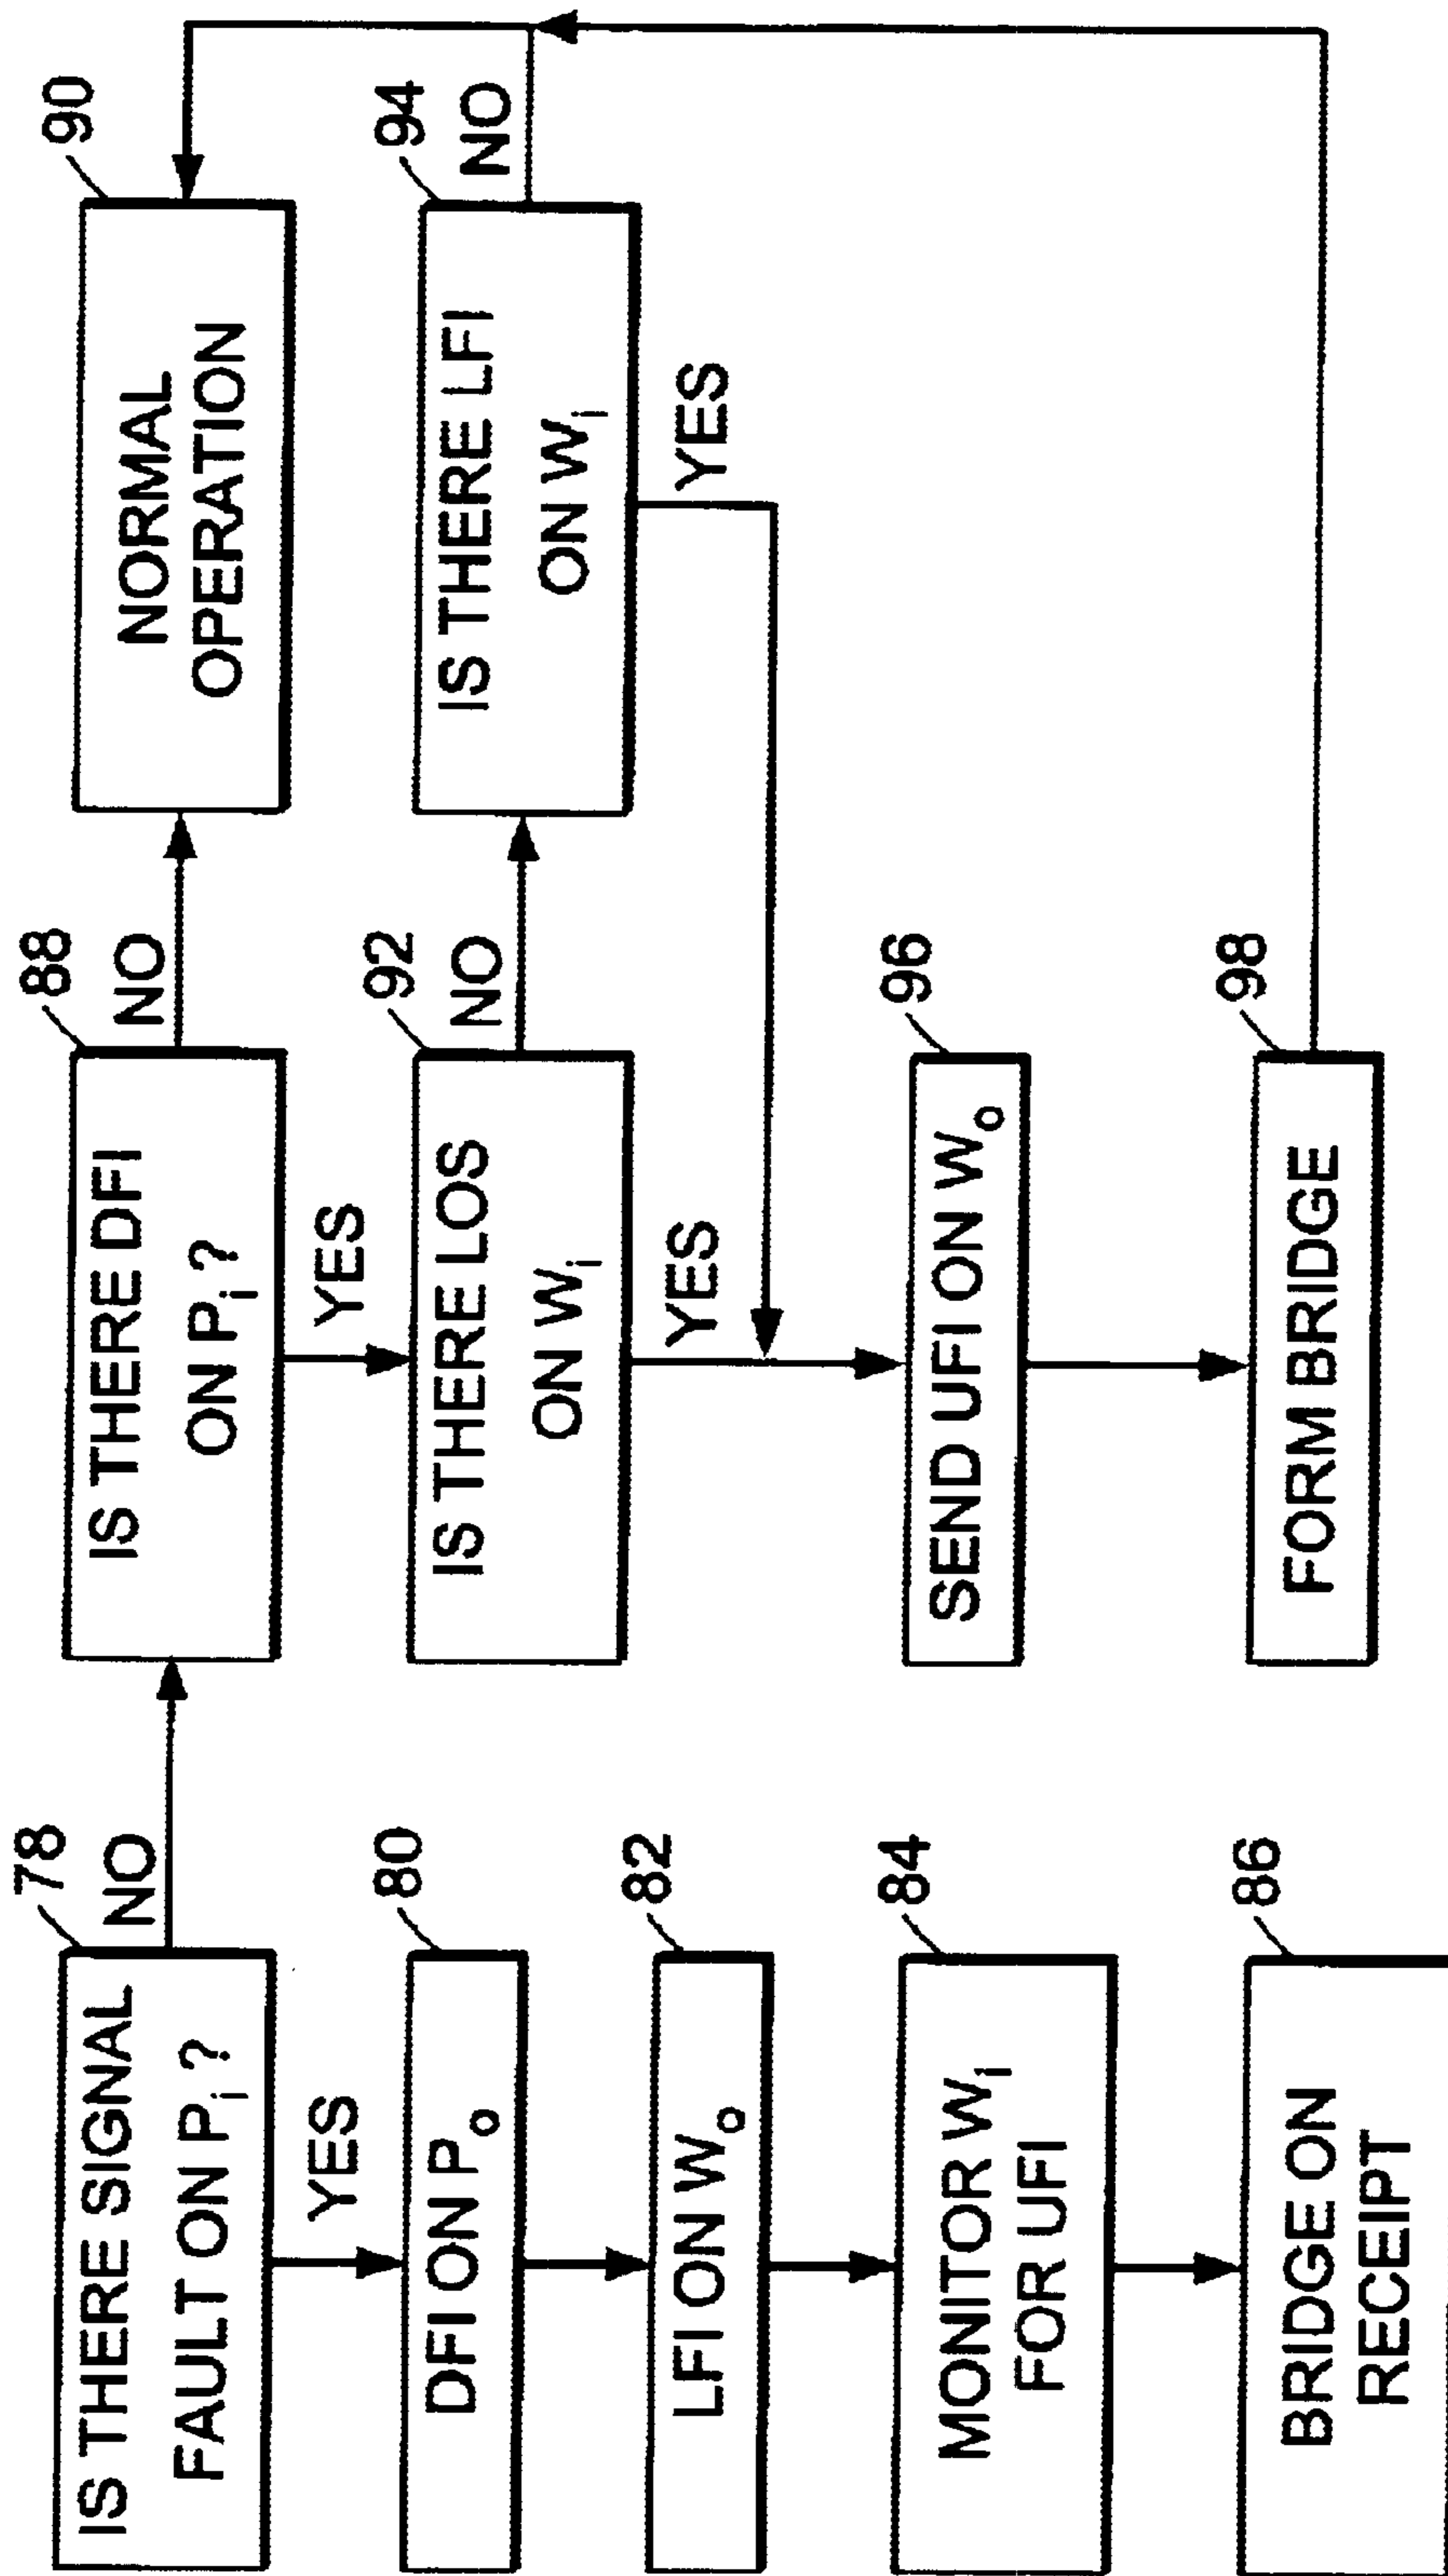 78
IS THERE SIGNAL
FAULT ON Pi ?
NO
YES
80
DFI ON Po
82
LFI ON Wo
84
MONITOR Wi
FOR UFI
86
BRIDGE ON
RECEIPT
88
IS THERE DFI
ON Pi ?
NO
YES
92
IS THERE LOS
ON Wi
NO
YES
96
SEND UFI ON Wo
98
FORM BRIDGE
90
NORMAL
OPERATION
94
IS THERE LFI
ON Wi
NO
YES